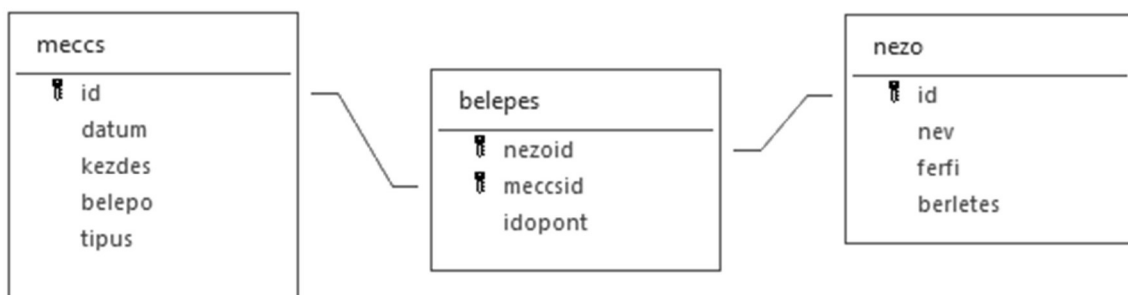 meccs
id
datum
kezdes
belepo
tipus
belepes
nezoid
meccsid
idopont
nezo
id
nev
ferfi
berletes